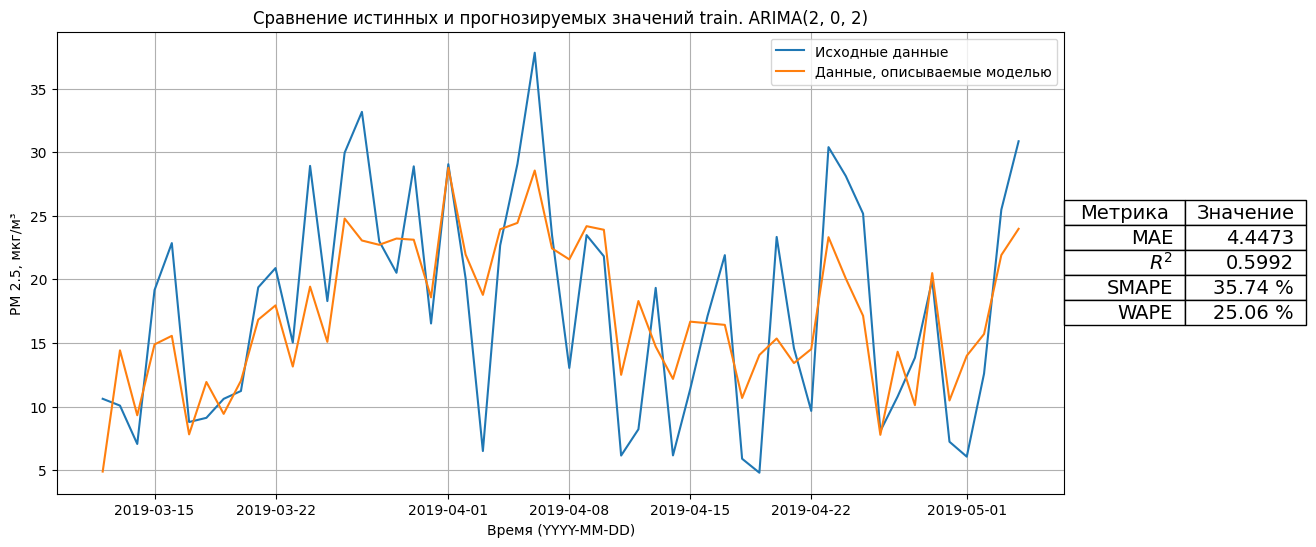 Сравнение истинных и прогнозируемых значений train. ARIMA(2, 0, 2)
Исходные данные
Данные, описываемые моделью
PM 2.5, мкг/м³
35
30
25
20
15
10
5
2019-03-15 2019-03-22 2019-04-01 2019-04-08 2019-04-15 2019-04-22 2019-05-01
Время (YYYY-MM-DD)
Метрика Значение
MAE 4.4473
R² 0.5992
SMAPE 35.74 %
WAPE 25.06 %